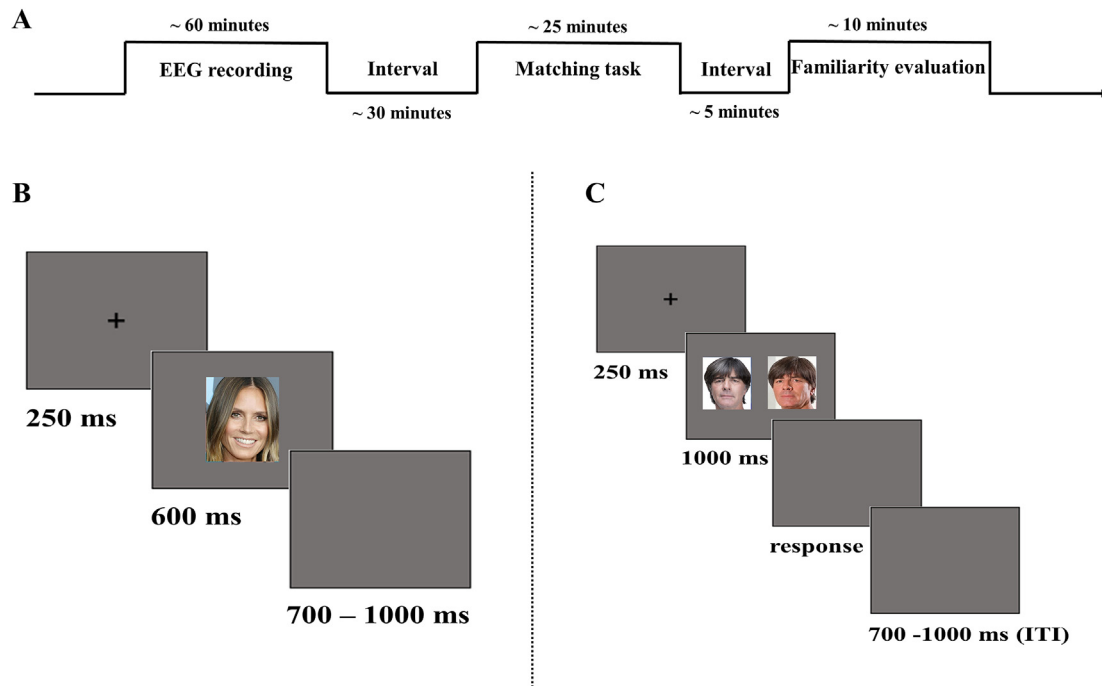 A
~ 60 minutes
~ 25 minutes
~ 10 minutes
EEG recording
Interval
Matching task
Interval
Familiarity evaluation
~ 30 minutes
~ 5 minutes
B
+
250 ms
600 ms
700 – 1000 ms
C
+
250 ms
1000 ms
response
700 -1000 ms (ITI)